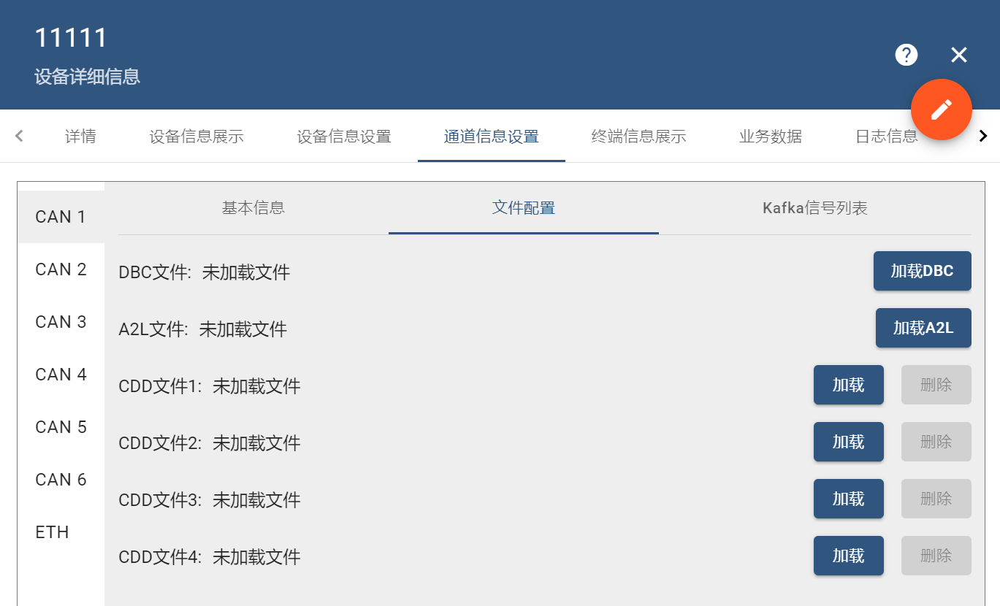 11111
设备详细信息
详情 设备信息展示 设备信息设置 通道信息设置 终端信息展示 业务数据 日志信息
CAN 1
CAN 2
CAN 3
CAN 4
CAN 5
CAN 6
ETH
基本信息 文件配置 Kafka信号列表
DBC文件: 未加载文件 加载DBC
A2L文件: 未加载文件 加载A2L
CDD文件1: 未加载文件 加载 删除
CDD文件2: 未加载文件 加载 删除
CDD文件3: 未加载文件 加载 删除
CDD文件4: 未加载文件 加载 删除